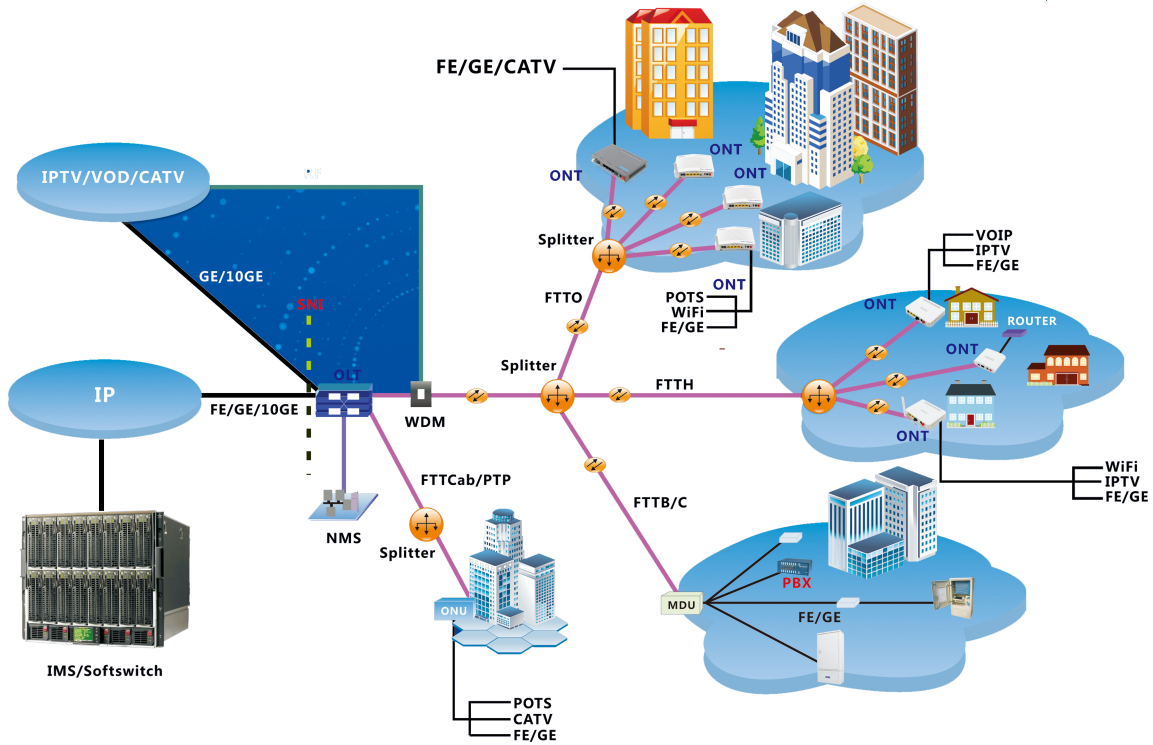 FE/GE/CATV
ONT
ONT
ONT
IPTV/VOD/CATV
Splitter
VOIP
IPTV
FE/GE
GE/10GE
ONT
POTS
WiFi
FE/GE
FTTO
SNI
ONT
ROUTER
ONT
Splitter
OLT
FTTH
IP
FE/GE/10GE
WDM
ONT
WiFi
IPTV
FE/GE
FTTCab/PTP
FTTB/C
NMS
Splitter
PBX
ONU
MDU
FE/GE
IMS/Softswitch
POTS
CATV
FE/GE